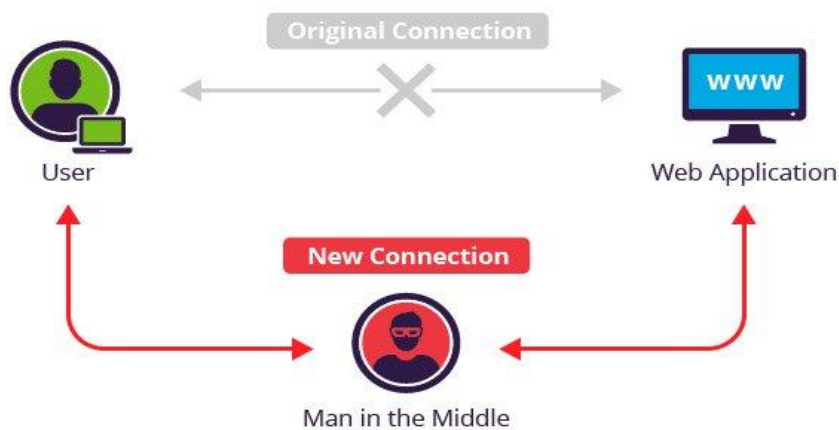 Original Connection
www
User
Web Application
New Connection
Man in the Middle